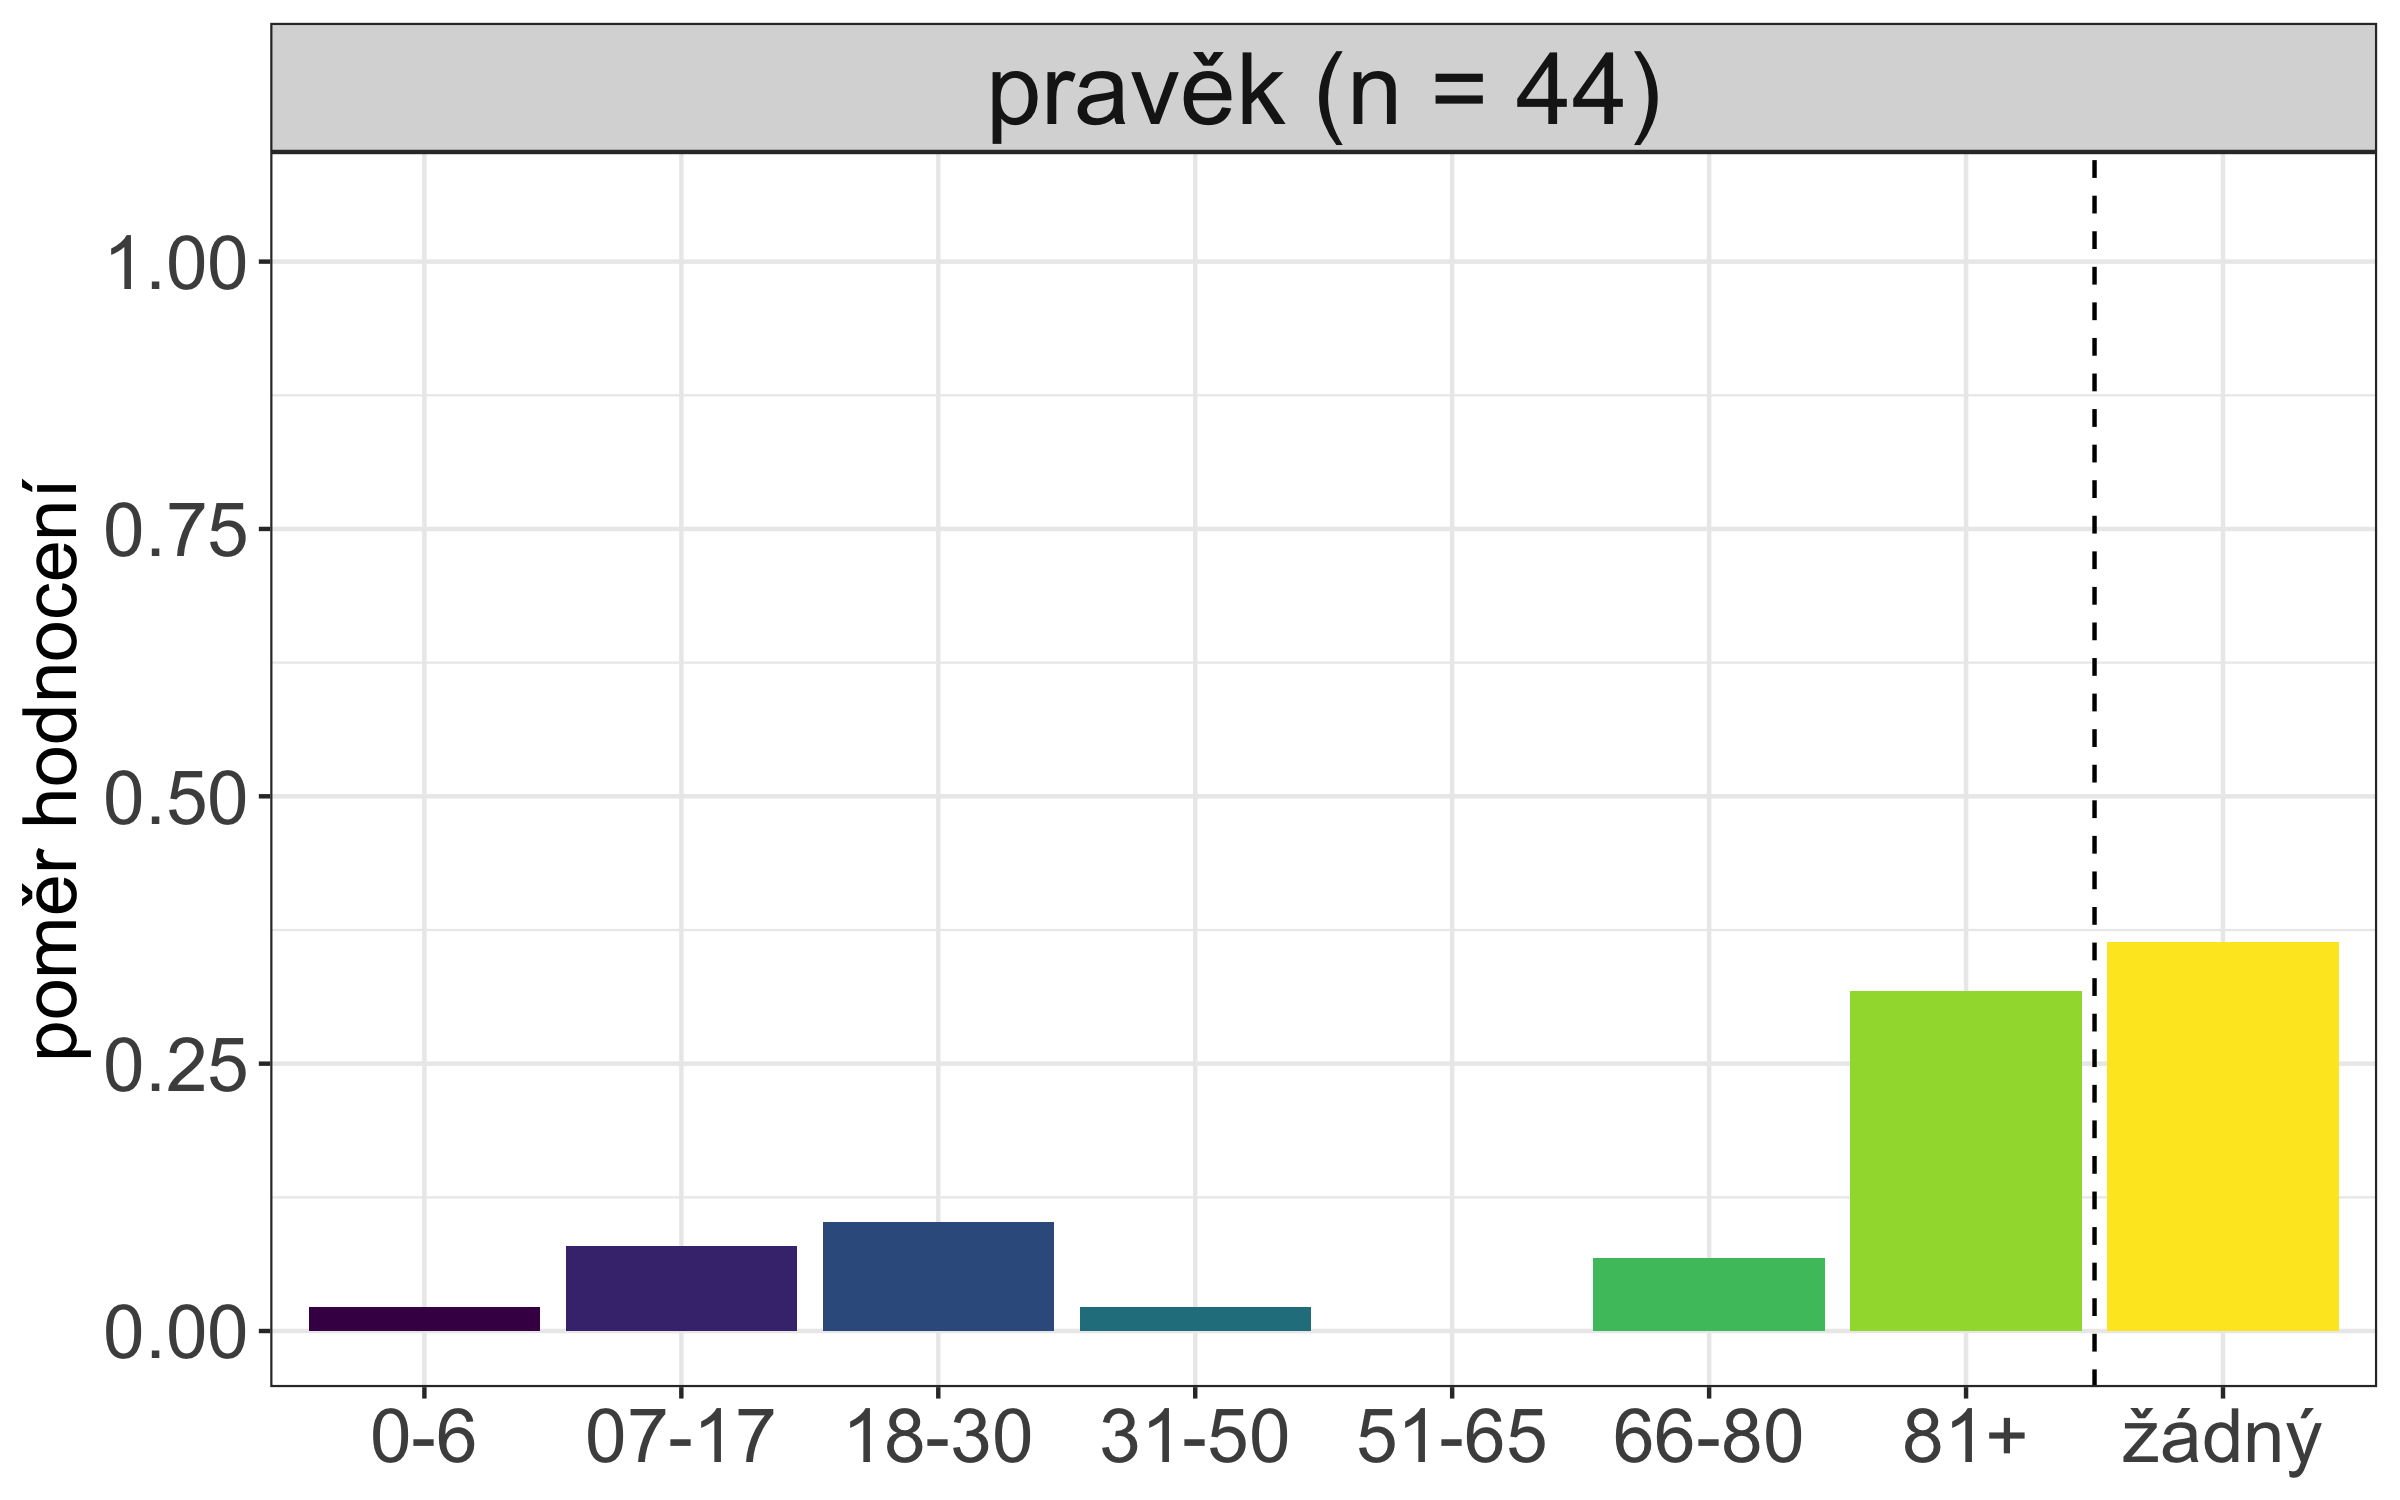 pravěk (n = 44)
poměr hodnocení
1.00
0.75
0.50
0.25
0.00
0-6 07-17 18-30 31-50 51-65 66-80 81+ žádný